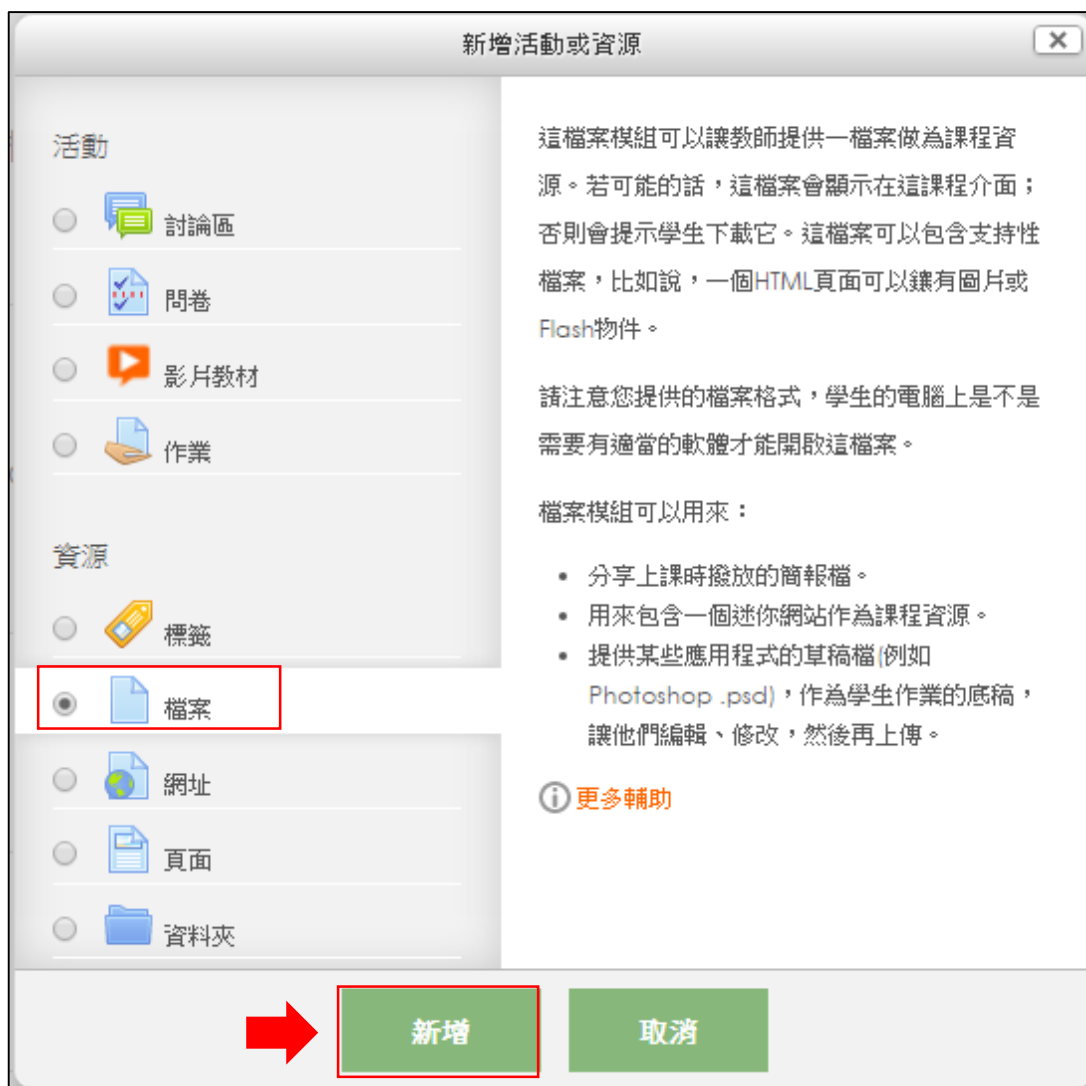 新增活動或資源
活動
討論區
問卷
影片教材
作業
資源
標籤
檔案
網址
頁面
資料夾
這檔案模組可以讓教師提供一檔案做為課程資
源。若可能的話，這檔案會顯示在這課程介面；
否則會提示學生下載它。這檔案可以包含支持性
檔案，比如說，一個HTML頁面可以鑲有圖片或
Flash物件。
請注意您提供的檔案格式，學生的電腦上是不是
需要有適當的軟體才能開啟這檔案。
檔案模組可以用來：
• 分享上課時撥放的簡報檔。
• 用來包含一個迷你網站作為課程資源。
• 提供某些應用程式的草稿檔(例如
Photoshop .psd)，作為學生作業的底稿，
讓他們編輯、修改，然後再上傳。
更多輔助
新增
取消